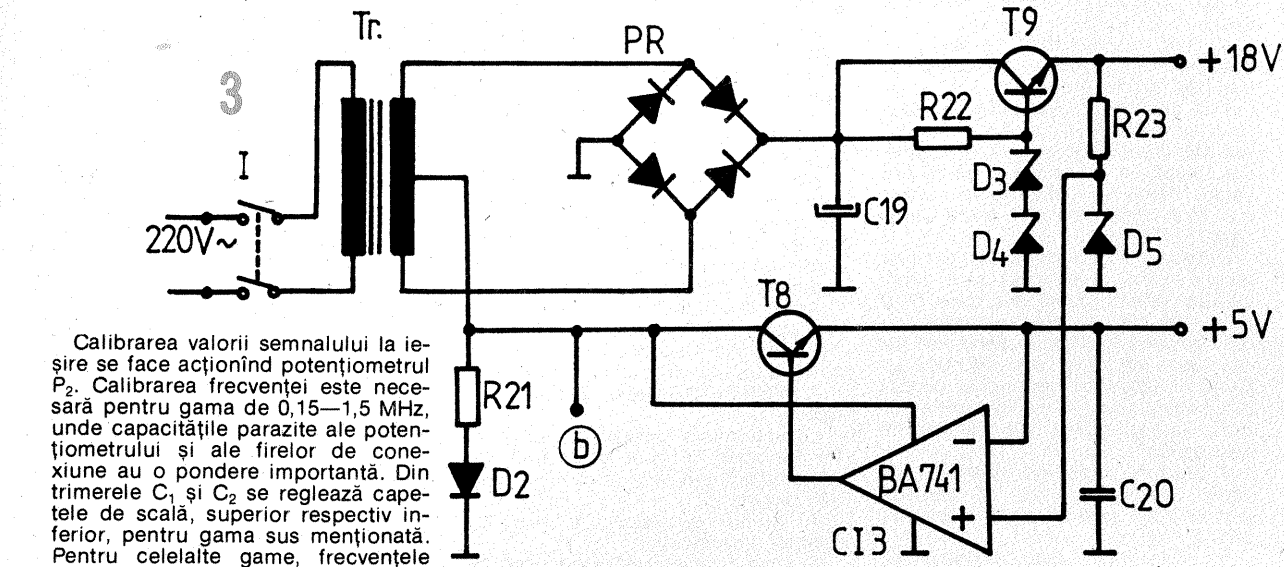 Tr.
PR
T9
+18V
3
I
R22
R23
220V~
D3
C19
D4
D5
T8
+5V
Calibrarea valorii semnalului la ie-
șire se face acționînd potențiometrul
P₂. Calibrarea frecvenței este nece-
sară pentru gama de 0,15—1,5 MHz,
unde capacitățile parazite ale poten-
țiometrului și ale firelor de cone-
xiune au o pondere importantă. Din
trimerele C₁ și C₂ se reglează cape-
tele de scală, superior respectiv in-
ferior, pentru gama sus menționată.
Pentru celelalte game, frecvențele
R21
b
D2
−
BA741
+
CI3
C20